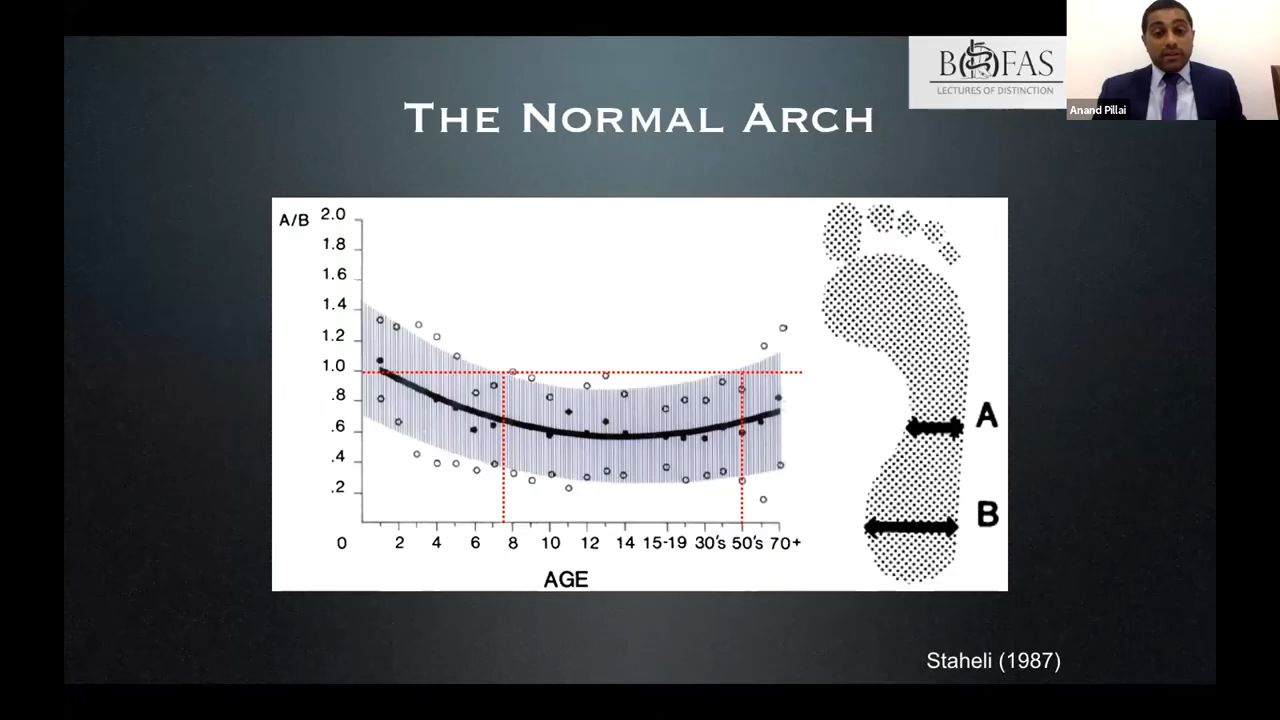 B FAS
LECTURES OF DISTINCTION
Anand Pillai
THE NORMAL ARCH
A/B
2.0
1.8
1.6
1.4
1.2
1.0
.8
.6
.4
.2
0 2 4 6 8 10 12 14 15-19 30's 50's 70+
AGE
A
B
Staheli (1987)